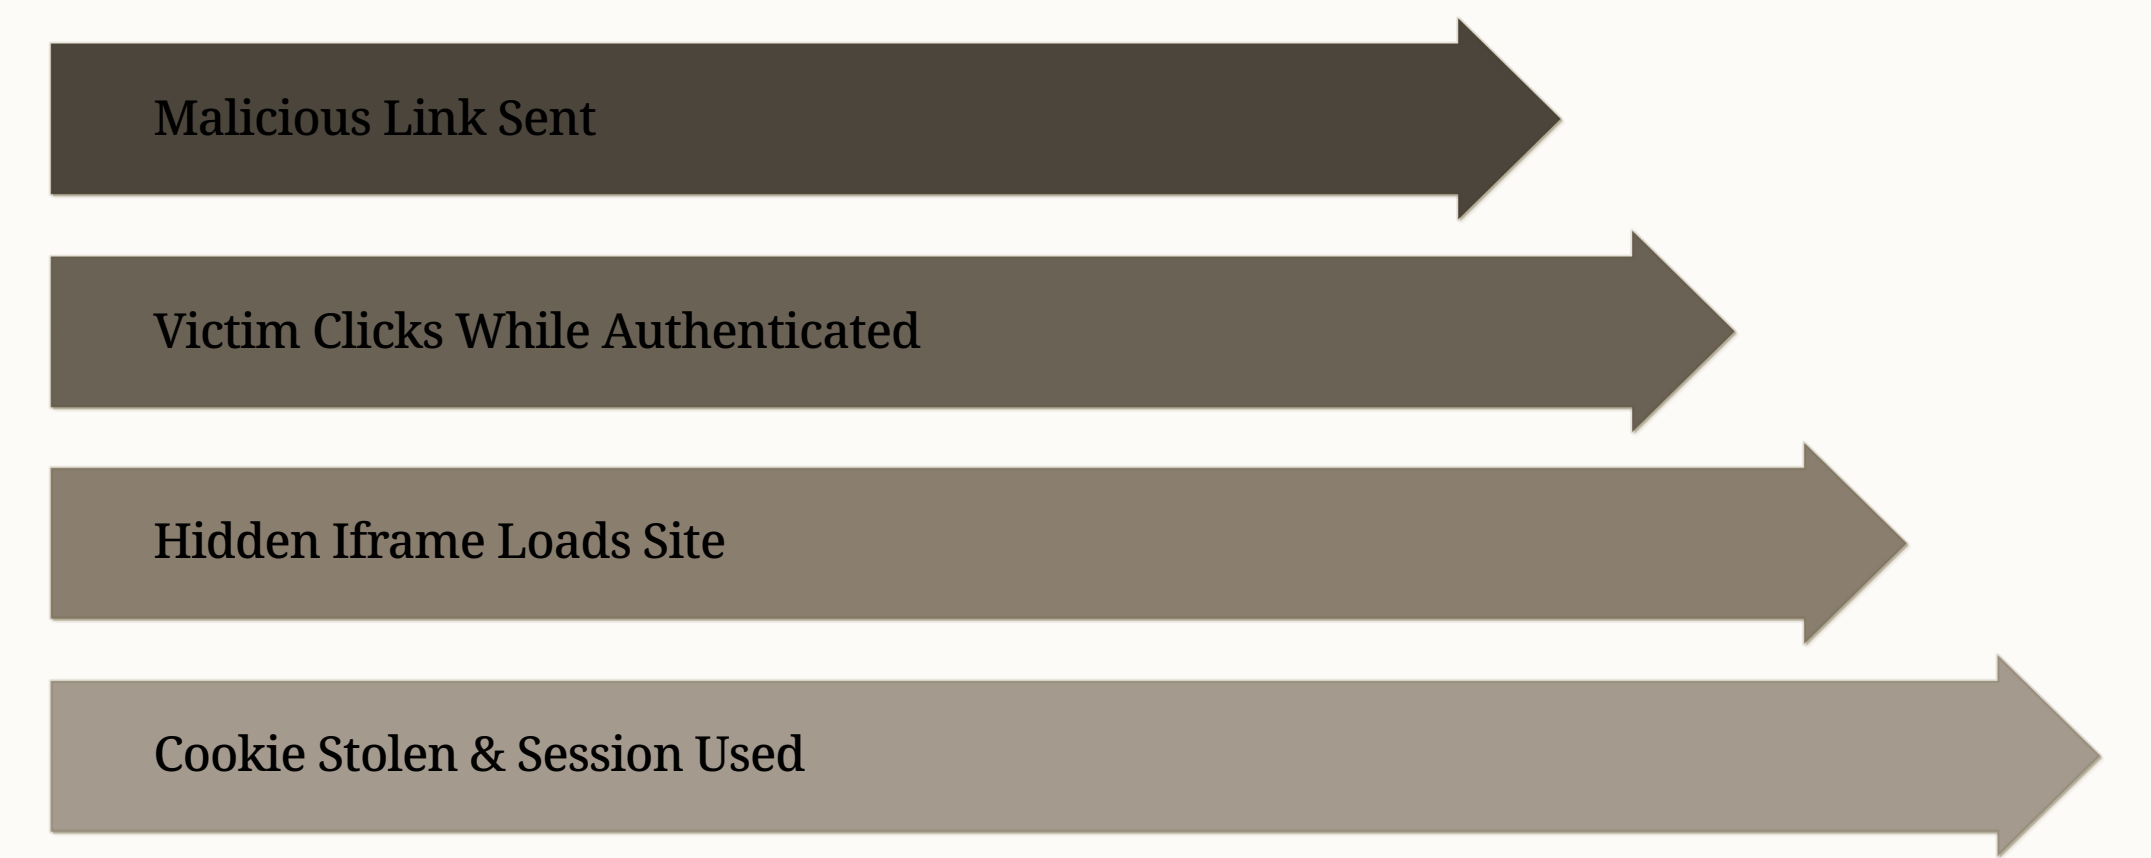 Malicious Link Sent
Victim Clicks While Authenticated
Hidden Iframe Loads Site
Cookie Stolen & Session Used